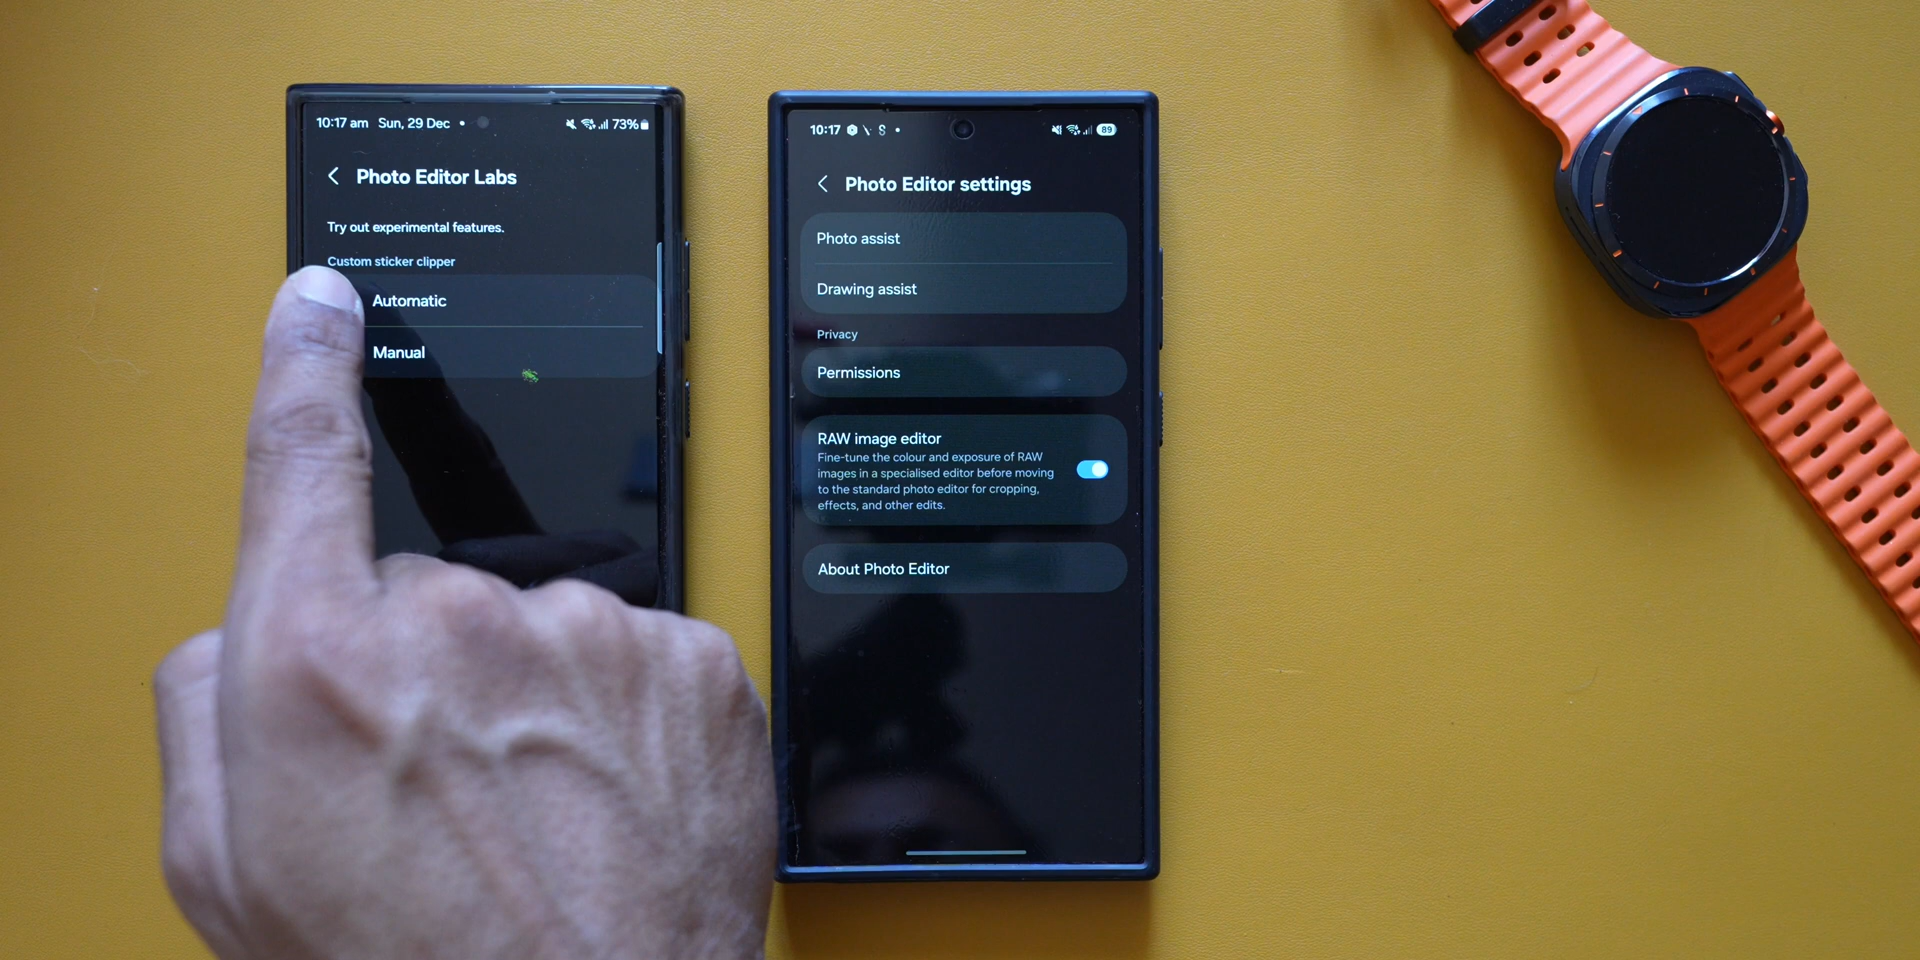 10:17 am Sun, 29 Dec
73%
Photo Editor Labs
Try out experimental features.
Custom sticker clipper
Automatic
Manual
10:17
89
Photo Editor settings
Photo assist
Drawing assist
Privacy
Permissions
RAW image editor
Fine-tune the colour and exposure of RAW
images in a specialised editor before moving
to the standard photo editor for cropping,
effects, and other edits.
About Photo Editor